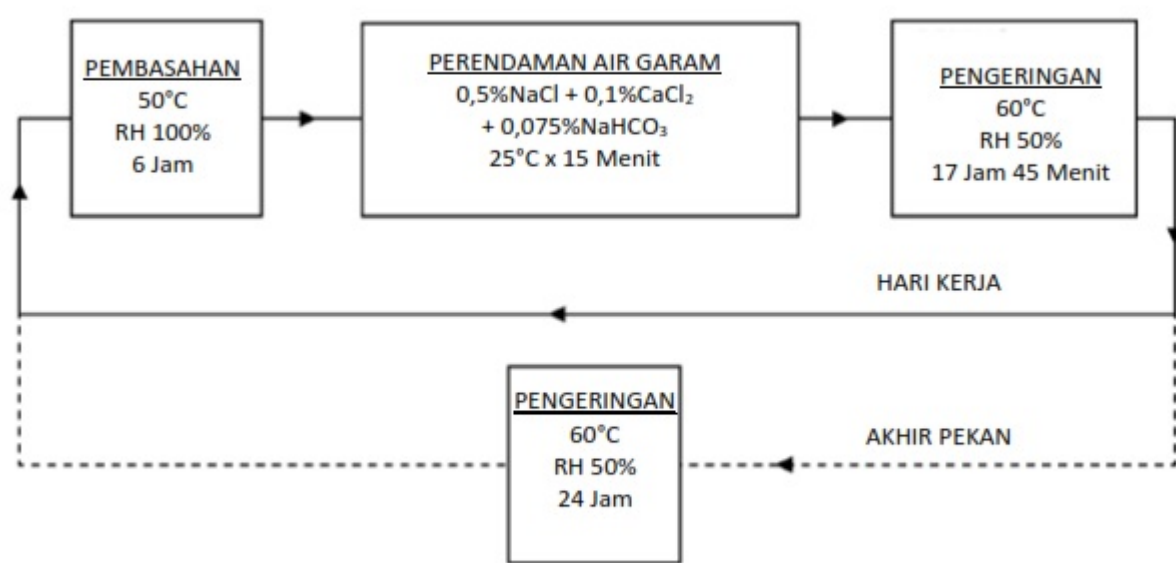 PEMBASAHAN
50°C
RH 100%
6 Jam
PERENDAMAN AIR GARAM
0,5%NaCl + 0,1%CaCl₂
+ 0,075%NaHCO₃
25°C x 15 Menit
PENGERINGAN
60°C
RH 50%
17 Jam 45 Menit
HARI KERJA
PENGERINGAN
60°C
RH 50%
24 Jam
AKHIR PEKAN